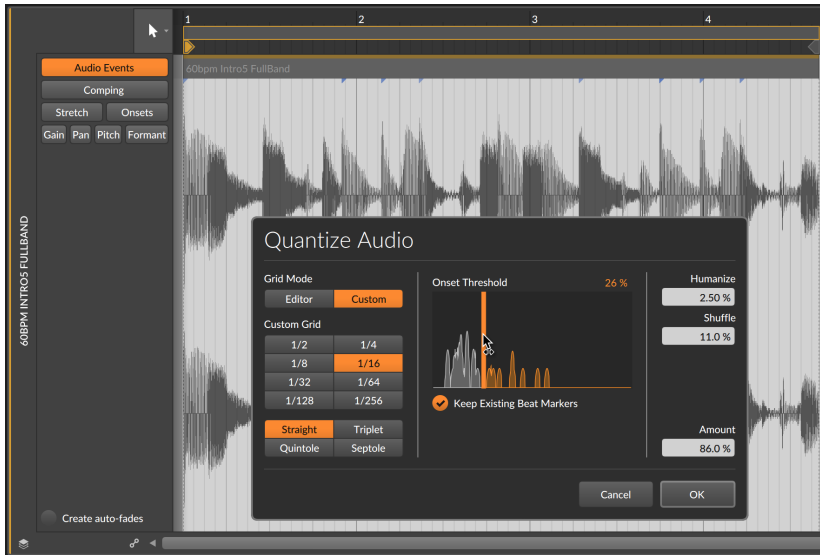 1 2 3 4
Audio Events
60bpm Intro5 FullBand
Comping
Stretch Onsets
Gain Pan Pitch Formant
60BPM INTRO5 FULLBAND
Quantize Audio
Grid Mode
Editor Custom
Custom Grid
1/2 1/4
1/8 1/16
1/32 1/64
1/128 1/256
Straight Triplet
Quintole Septole
Onset Threshold 26 %
Keep Existing Beat Markers
Humanize
2.50 %
Shuffle
11.0 %
Amount
86.0 %
Cancel OK
Create auto-fades